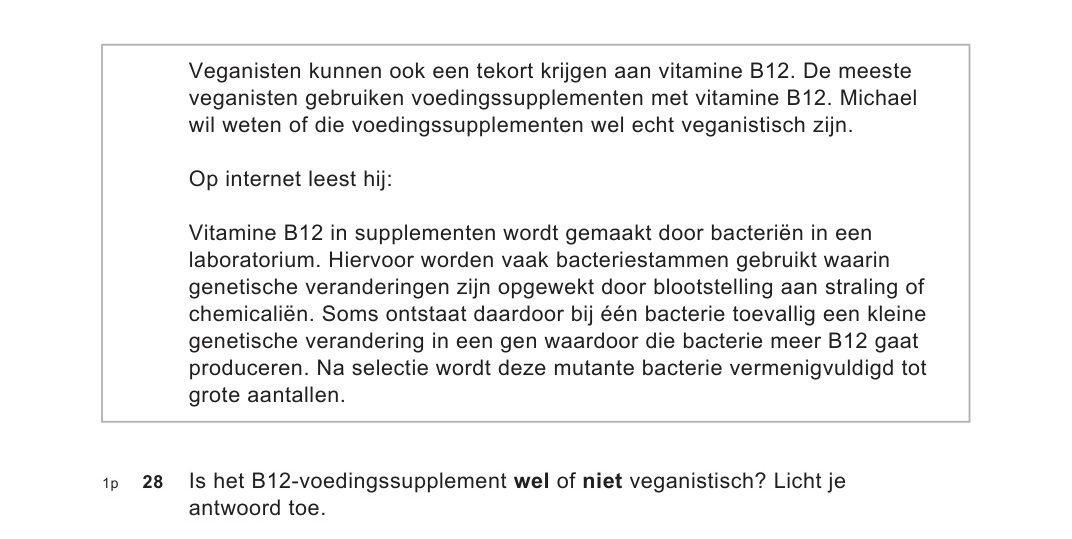 Veganisten kunnen ook een tekort krijgen aan vitamine B12. De meeste
veganisten gebruiken voedingssupplementen met vitamine B12. Michael
wil weten of die voedingssupplementen wel echt veganistisch zijn.
Op internet leest hij:
Vitamine B12 in supplementen wordt gemaakt door bacteriën in een
laboratorium. Hiervoor worden vaak bacteriestammen gebruikt waarin
genetische veranderingen zijn opgewekt door blootstelling aan straling of
chemicaliën. Soms ontstaat daardoor bij één bacterie toevallig een kleine
genetische verandering in een gen waardoor die bacterie meer B12 gaat
produceren. Na selectie wordt deze mutante bacterie vermenigvuldigd tot
grote aantallen.
1p 28 Is het B12-voedingssupplement wel of niet veganistisch? Licht je
antwoord toe.